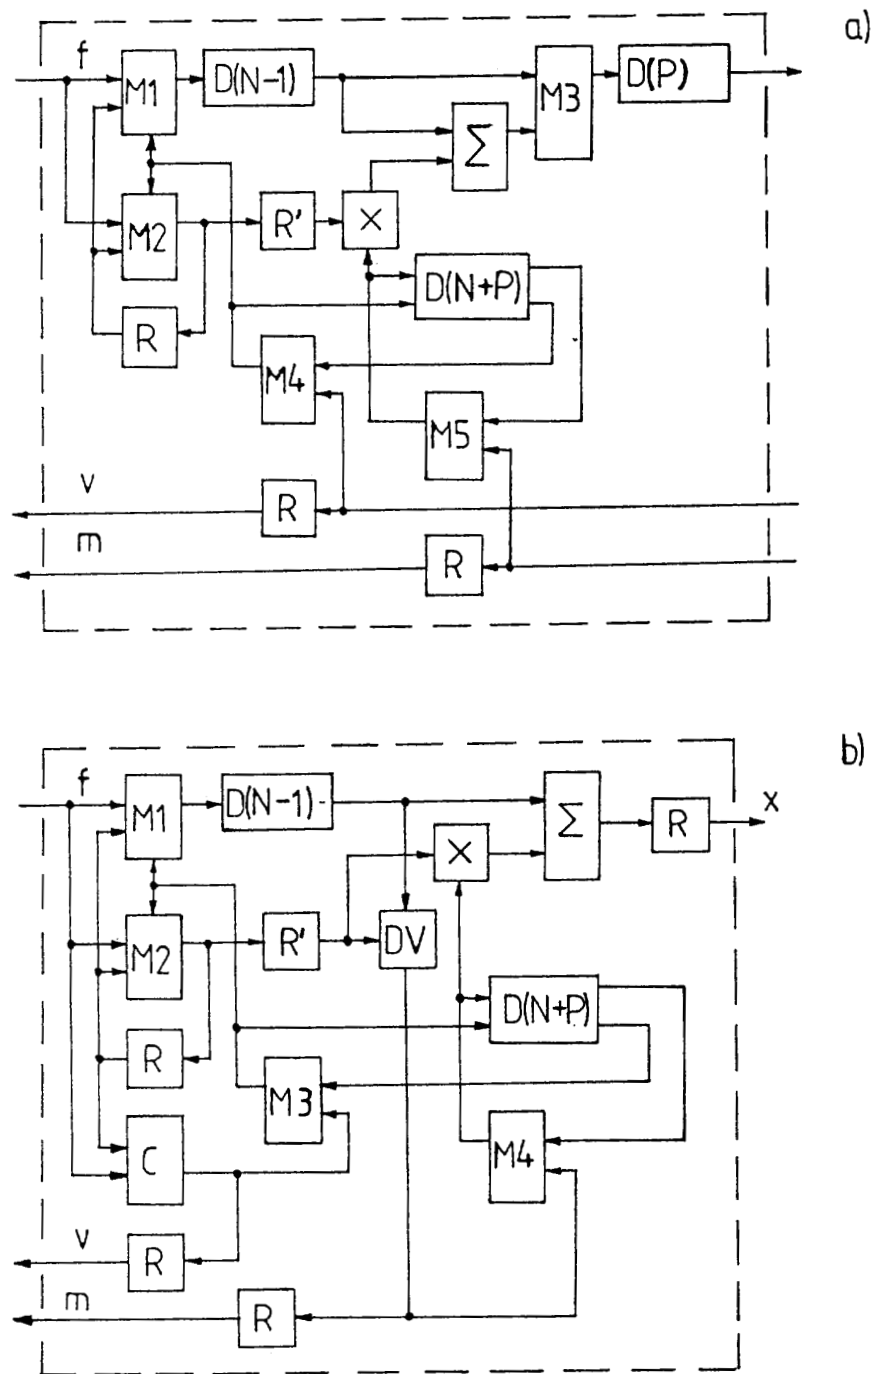 a)
f
M1
D(N-1)
M3
D(P)
Σ
M2
R'
X
D(N+P)
R
M4
M5
v
R
m
R
b)
f
M1
D(N-1)
Σ
R
x
X
M2
R'
DV
D(N+P)
R
M3
C
M4
v
R
m
R